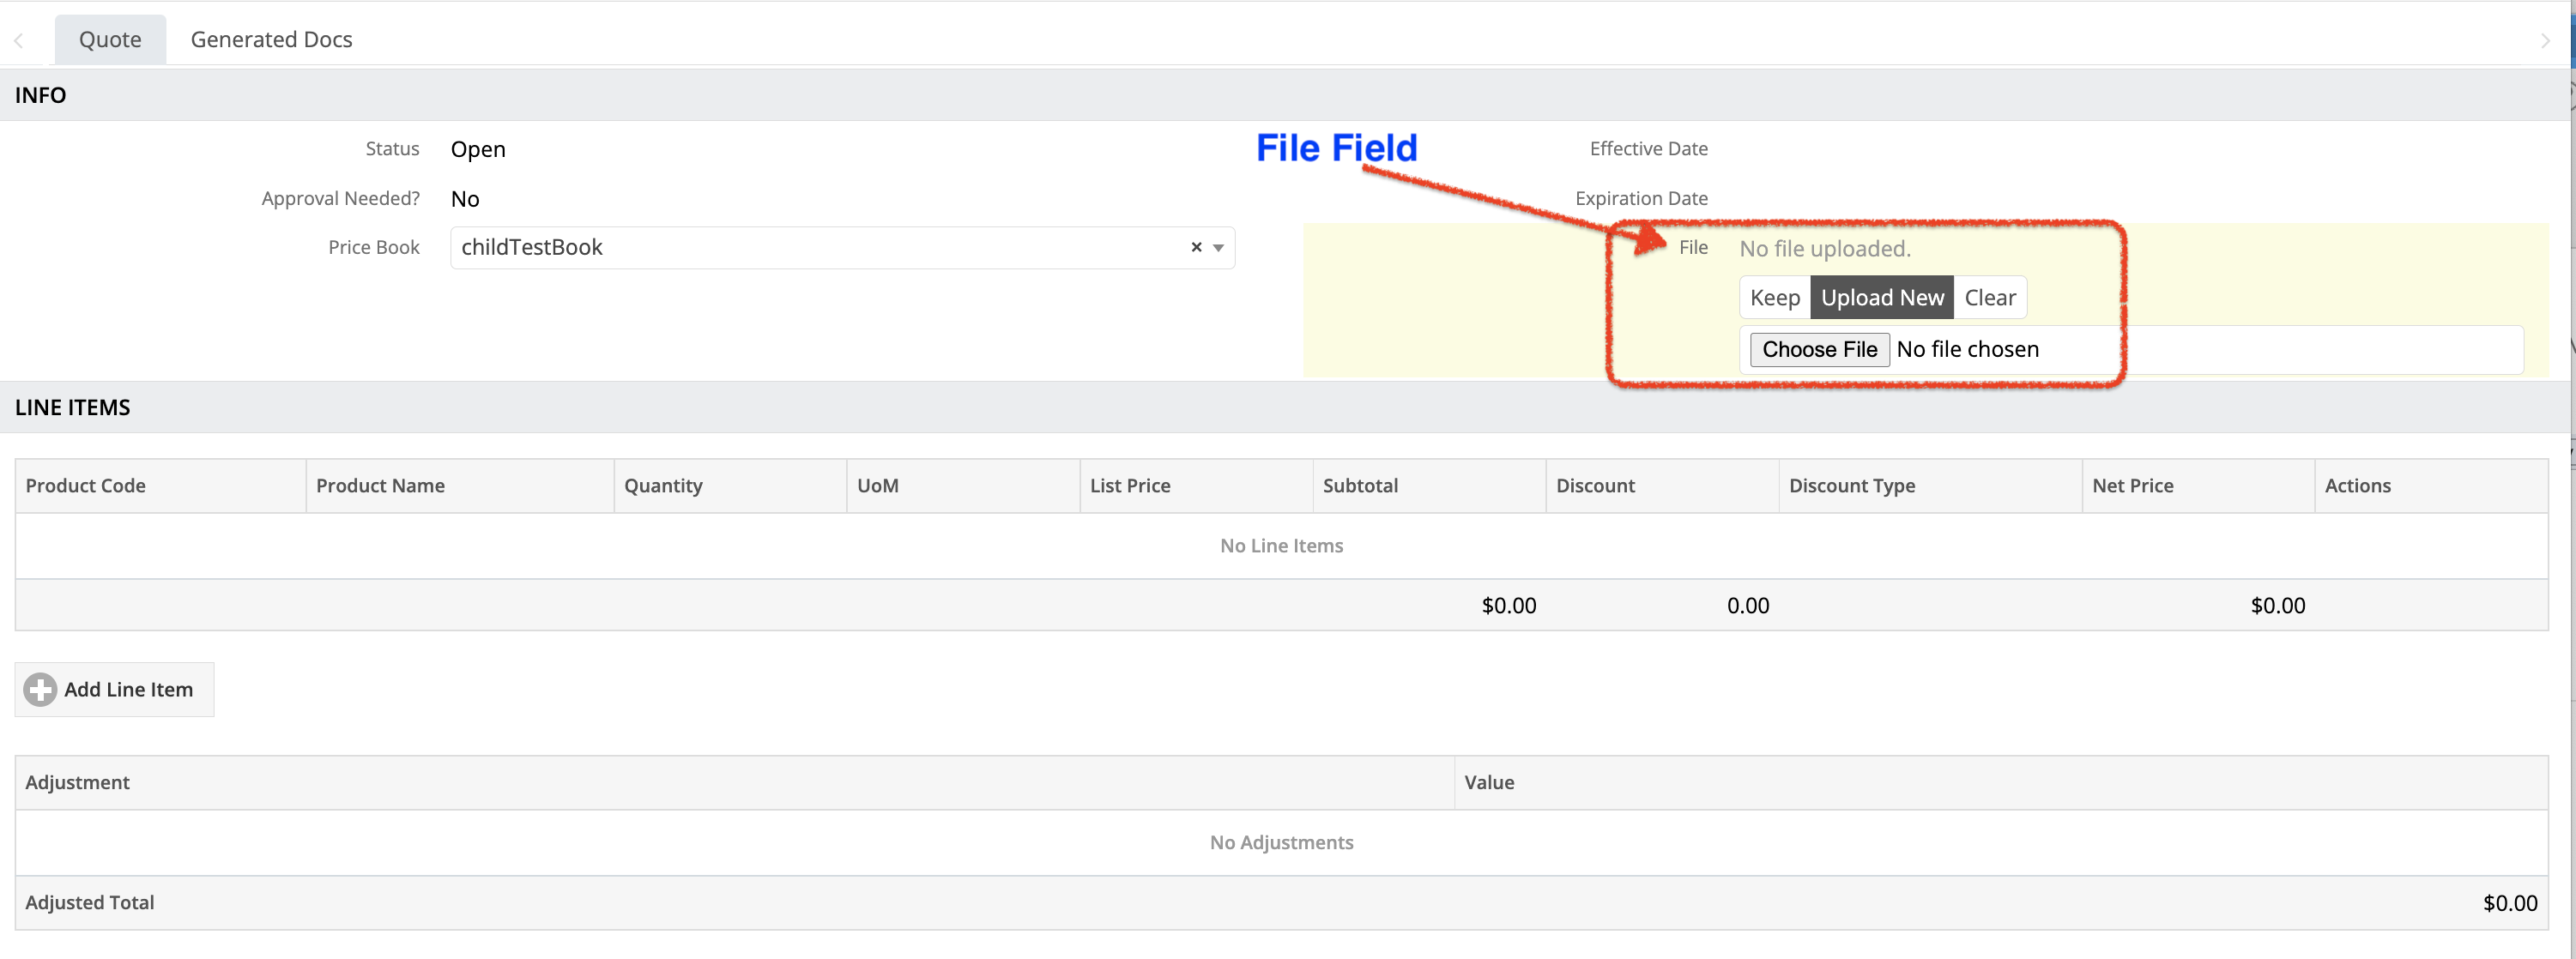 Quote Generated Docs
INFO
Status Open
File Field
Effective Date
Approval Needed? No
Expiration Date
Price Book childTestBook ×
File No file uploaded.
Keep Upload New Clear
Choose File No file chosen
LINE ITEMS
Product Code Product Name Quantity UoM List Price Subtotal Discount Discount Type Net Price Actions
No Line Items
$0.00 0.00 $0.00
Add Line Item
Adjustment Value
No Adjustments
Adjusted Total $0.00